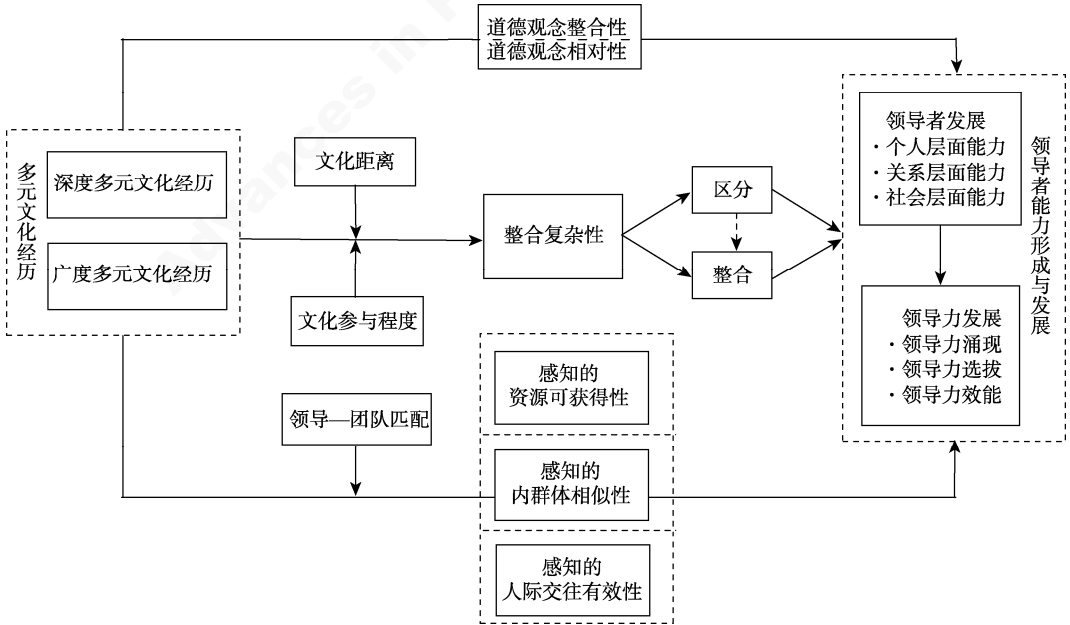 道德观念整合性
道德观念相对性
多元文化经历
深度多元文化经历
广度多元文化经历
文化距离
文化参与程度
整合复杂性
区分
整合
领导者发展
·个人层面能力
·关系层面能力
·社会层面能力
领导力发展
·领导力涌现
·领导力选拔
·领导力效能
领导者能力形成与发展
领导—团队匹配
感知的
资源可获得性
感知的
内群体相似性
感知的
人际交往有效性
Advances in